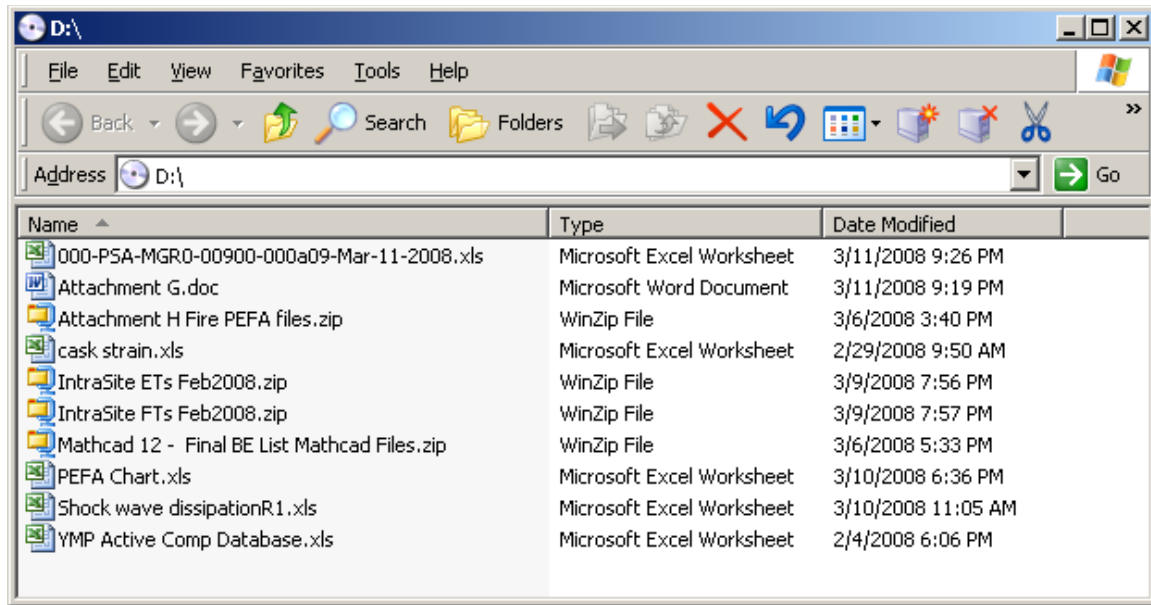 D:\
File Edit View Favorites Tools Help
Back Search Folders »
Address D:\ Go
Name Type Date Modified
000-PSA-MGR0-00900-000a09-Mar-11-2008.xls Microsoft Excel Worksheet 3/11/2008 9:26 PM
Attachment G.doc Microsoft Word Document 3/11/2008 9:19 PM
Attachment H Fire PEFA files.zip WinZip File 3/6/2008 3:40 PM
cask strain.xls Microsoft Excel Worksheet 2/29/2008 9:50 AM
IntraSite ETs Feb2008.zip WinZip File 3/9/2008 7:56 PM
IntraSite FTs Feb2008.zip WinZip File 3/9/2008 7:57 PM
Mathcad 12 -  Final BE List Mathcad Files.zip WinZip File 3/6/2008 5:33 PM
PEFA Chart.xls Microsoft Excel Worksheet 3/10/2008 6:36 PM
Shock wave dissipationR1.xls Microsoft Excel Worksheet 3/10/2008 11:05 AM
YMP Active Comp Database.xls Microsoft Excel Worksheet 2/4/2008 6:06 PM